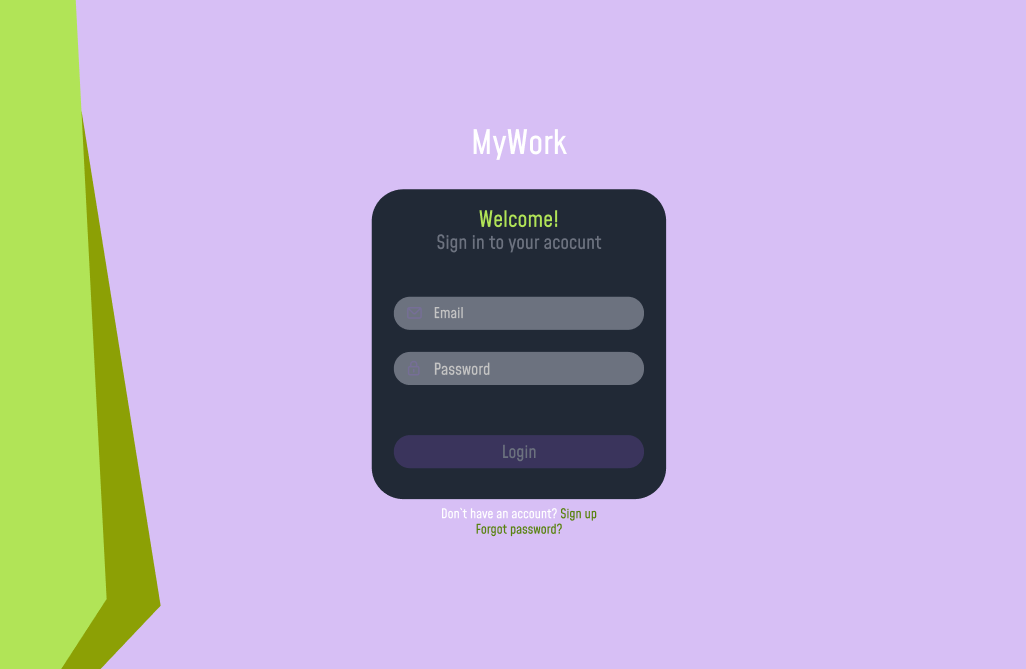 MyWork
Welcome!
Sign in to your acocunt
Email
Password
Login
Don't have an account? Sign up
Forgot password?